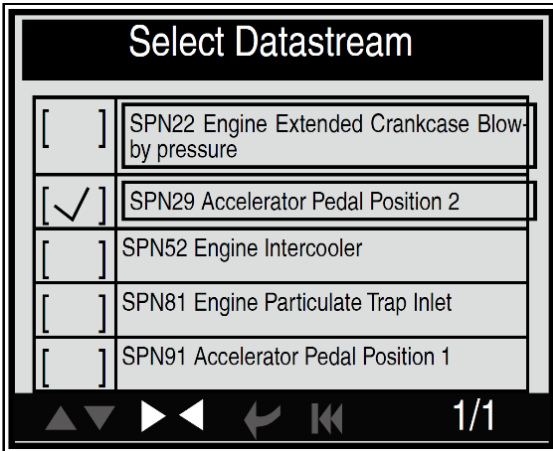 Select Datastream
[ ] SPN22 Engine Extended Crankcase Blow-
by pressure
[✓] SPN29 Accelerator Pedal Position 2
[ ] SPN52 Engine Intercooler
[ ] SPN81 Engine Particulate Trap Inlet
[ ] SPN91 Accelerator Pedal Position 1
1/1